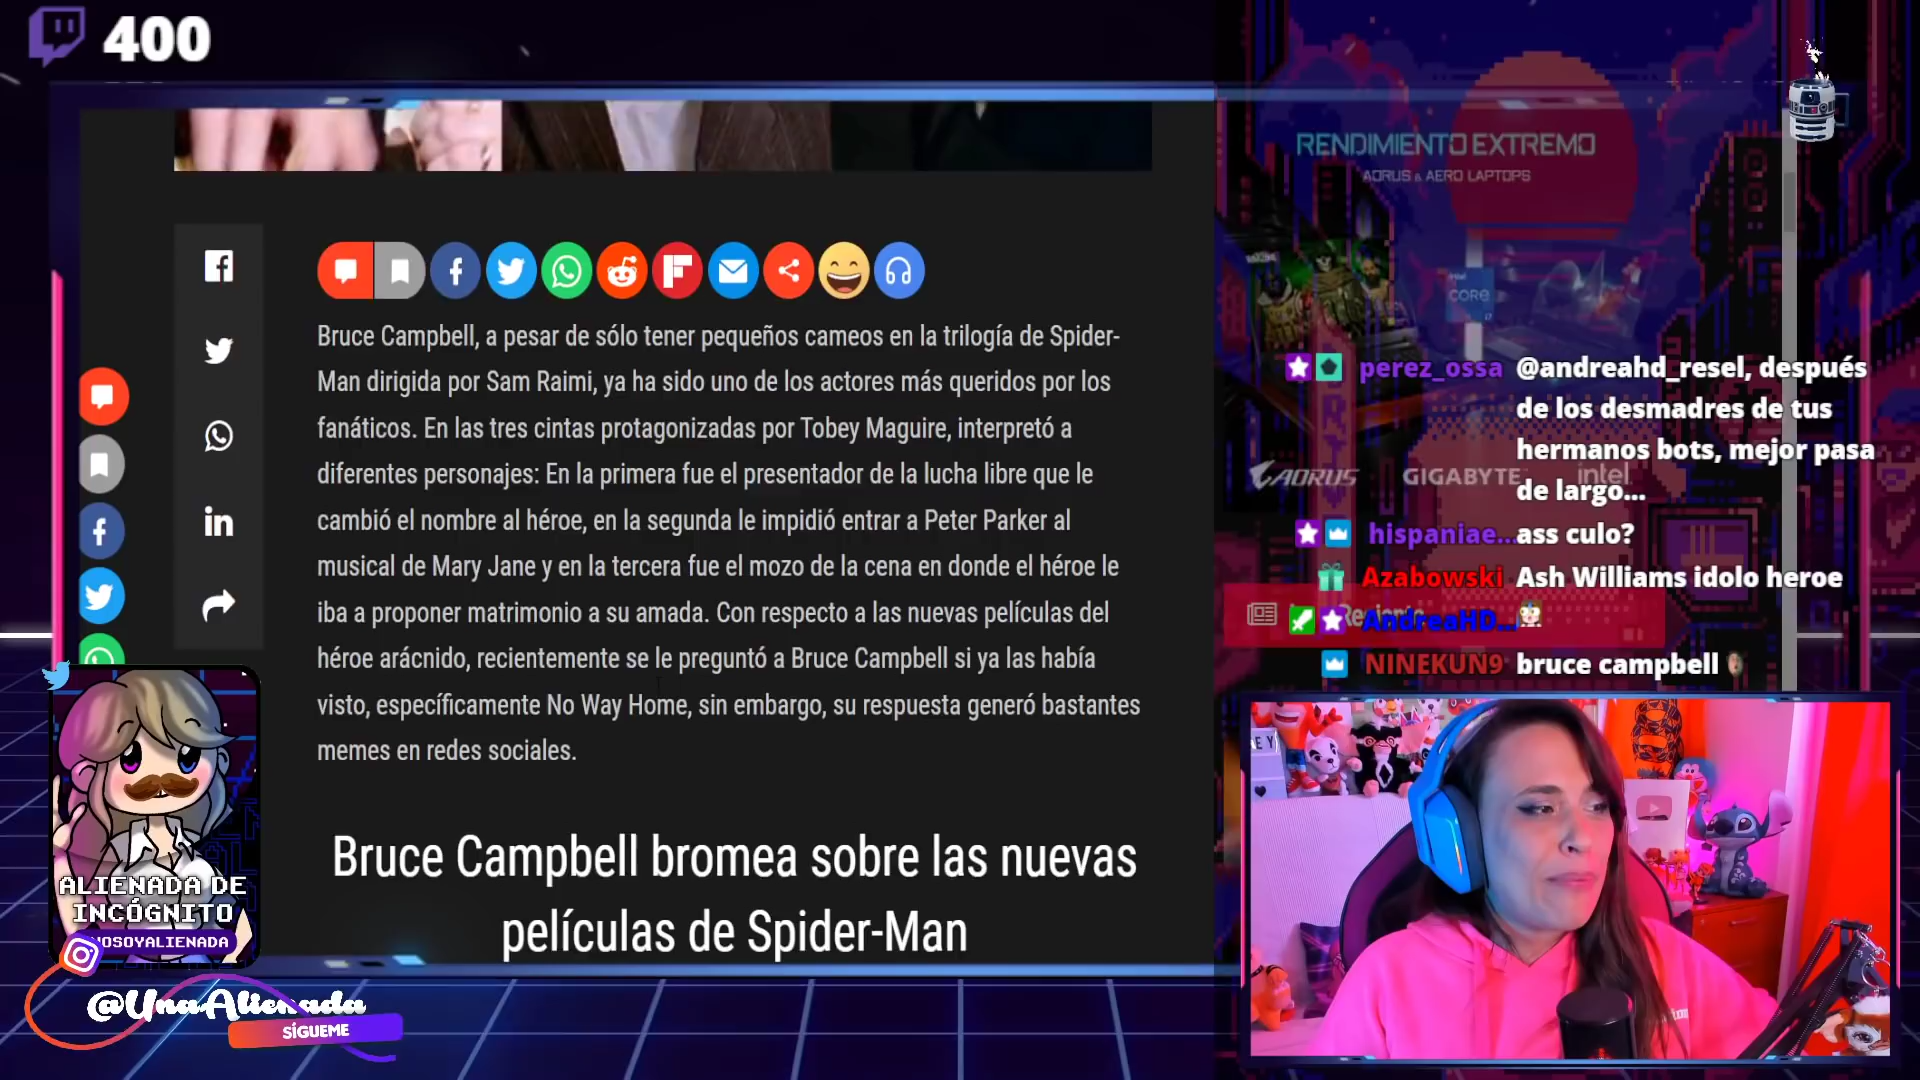 400
Bruce Campbell, a pesar de sólo tener pequeños cameos en la trilogía de Spider-
Man dirigida por Sam Raimi, ya ha sido uno de los actores más queridos por los
fanáticos. En las tres cintas protagonizadas por Tobey Maguire, interpretó a
diferentes personajes: En la primera fue el presentador de la lucha libre que le
cambió el nombre al héroe, en la segunda le impidió entrar a Peter Parker al
musical de Mary Jane y en la tercera fue el mozo de la cena en donde el héroe le
iba a proponer matrimonio a su amada. Con respecto a las nuevas películas del
héroe arácnido, recientemente se le preguntó a Bruce Campbell si ya las había
visto, específicamente No Way Home, sin embargo, su respuesta generó bastantes
memes en redes sociales.
Bruce Campbell bromea sobre las nuevas
películas de Spider-Man
ALIENADA DE
INCÓGNITO
@UnaAlienada
SÍGUEME
RENDIMIENTO EXTREMO
AORUS & AERO LAPTOPS
CORE
AORUS GIGABYTE intel
perez_ossa @andreahd_resel, después
de los desmadres de tus
hermanos bots, mejor pasa
de largo...
hispaniae... ass culo?
Azabowski Ash Williams idolo heroe
AndreaHD...
NINEKUN9 bruce campbell